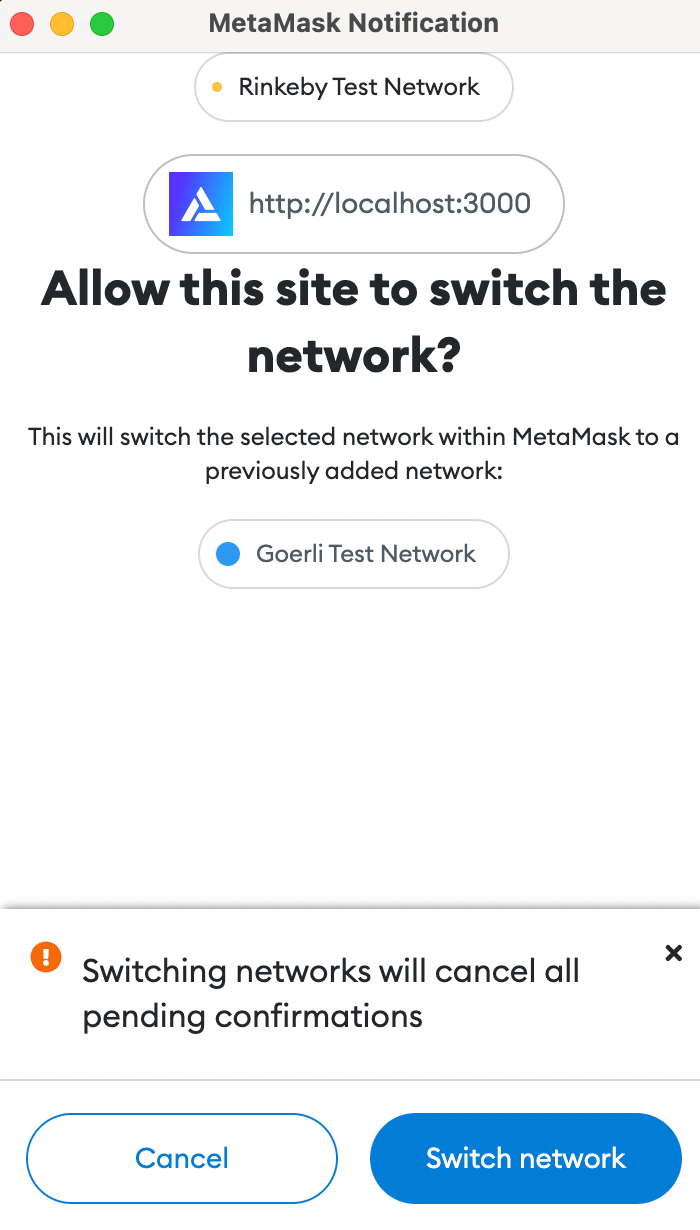 MetaMask Notification
Rinkeby Test Network
http://localhost:3000
Allow this site to switch the
network?
This will switch the selected network within MetaMask to a
previously added network:
Goerli Test Network
Switching networks will cancel all
pending confirmations
Cancel
Switch network